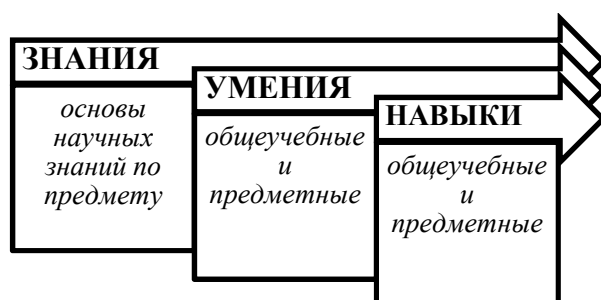 ЗНАНИЯ
основы
научных
знаний по
предмету
УМЕНИЯ
общеучебные
и
предметные
НАВЫКИ
общеучебные
и
предметные